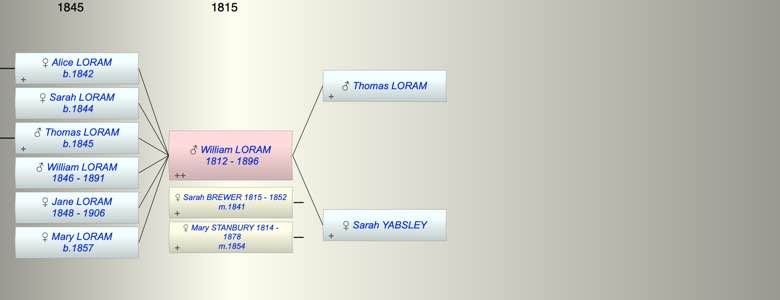 1845
1815
♀ Alice LORAM
b.1842
+
♀ Sarah LORAM
b.1844
♂ Thomas LORAM
b.1845
+
♂ William LORAM
1846 - 1891
♀ Jane LORAM
1848 - 1906
♀ Mary LORAM
b.1857
♂ William LORAM
1812 - 1896
++
♀ Sarah BREWER 1815 - 1852
m.1841
+
♀ Mary STANBURY 1814 -
1878
m.1854
+
♂ Thomas LORAM
+
♀ Sarah YABSLEY
+